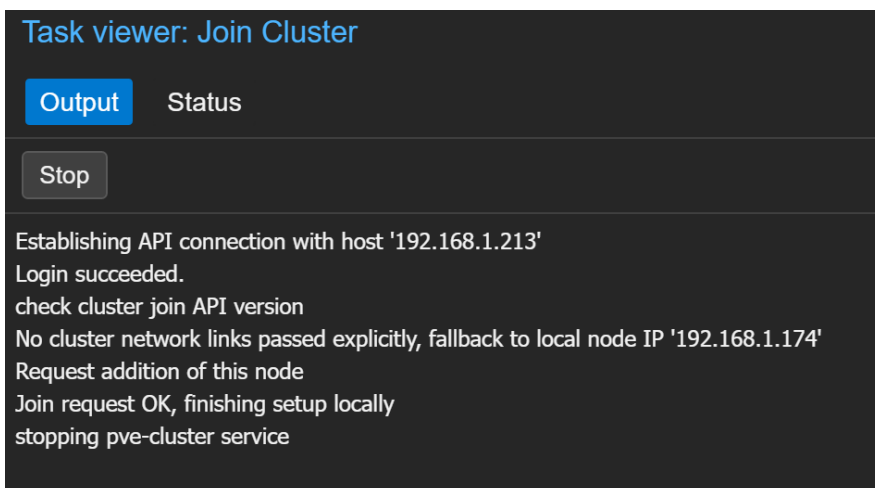 Task viewer: Join Cluster
Output Status
Stop
Establishing API connection with host '192.168.1.213'
Login succeeded.
check cluster join API version
No cluster network links passed explicitly, fallback to local node IP '192.168.1.174'
Request addition of this node
Join request OK, finishing setup locally
stopping pve-cluster service